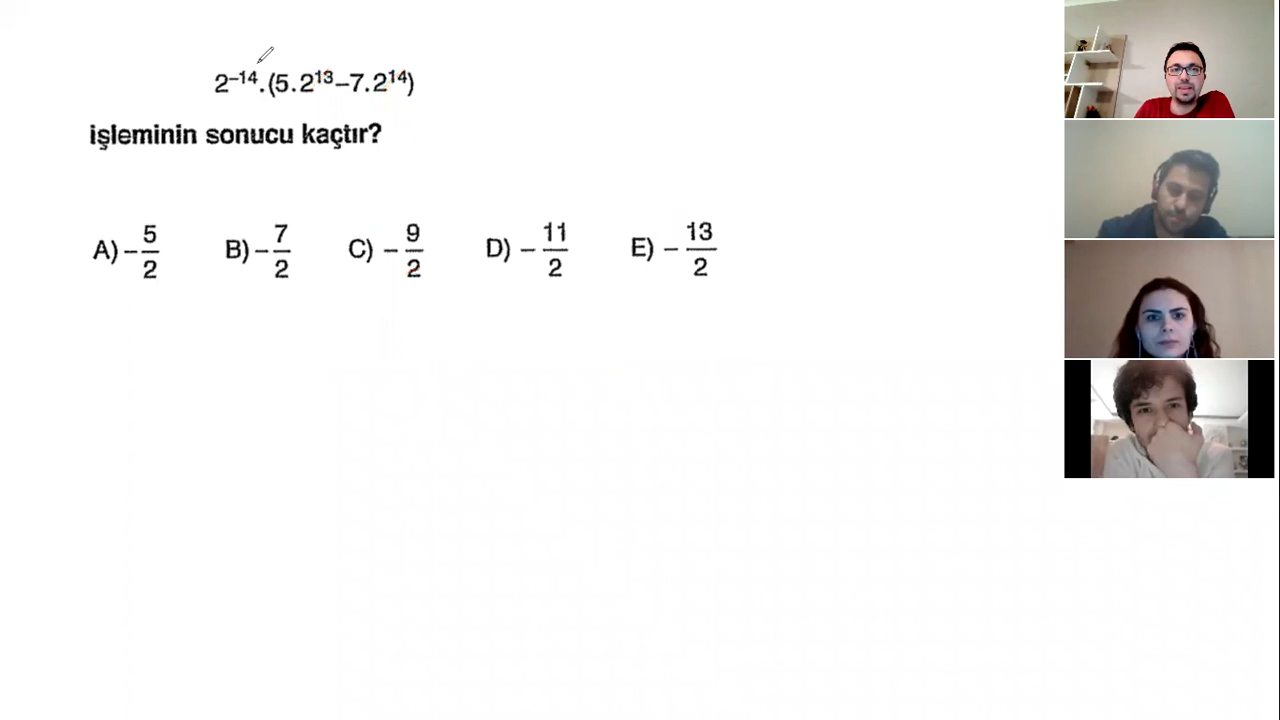 2⁻¹⁴.(5.2¹³–7.2¹⁴)
işleminin sonucu kaçtır?
A) –5/2 B) –7/2 C) –9/2 D) –11/2 E) –13/2